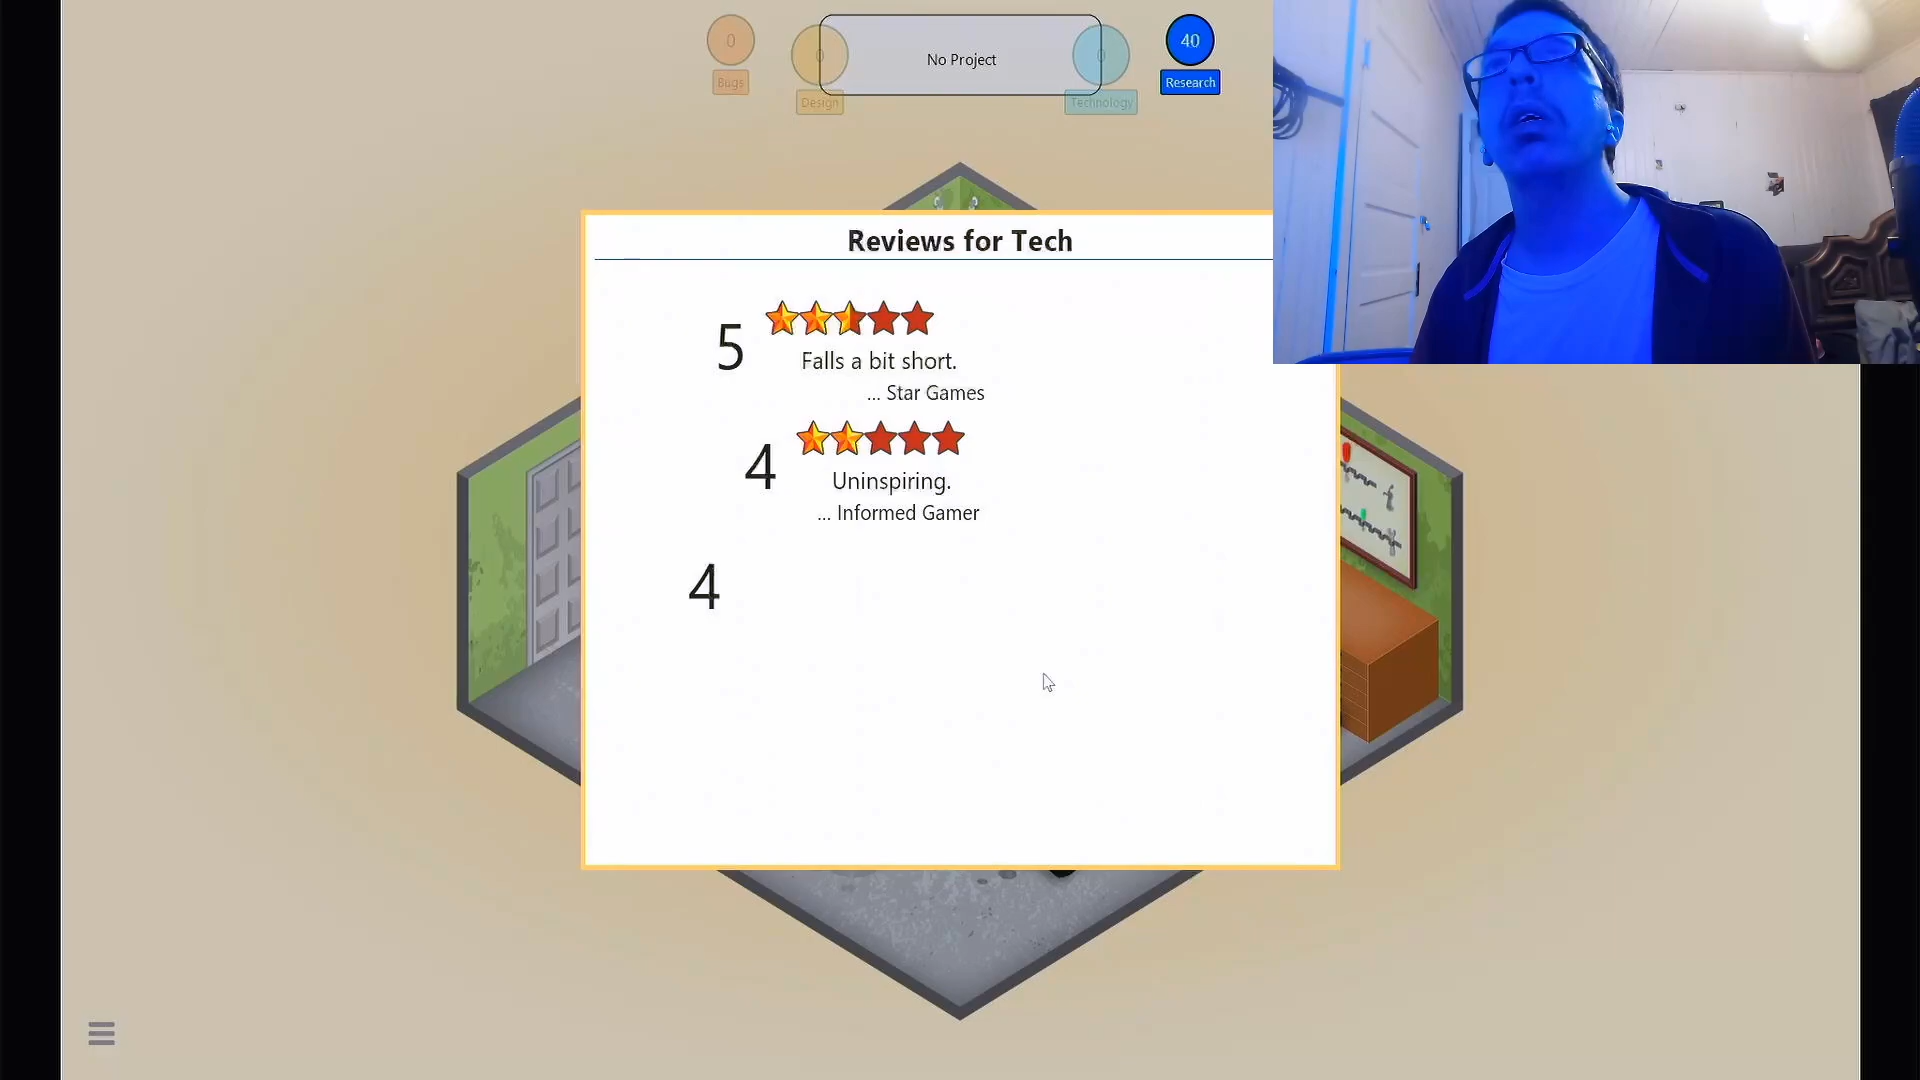 0
Bugs
0
Design
No Project
0
Technology
40
Research
Reviews for Tech
5
Falls a bit short.
... Star Games
4
Uninspiring.
... Informed Gamer
4